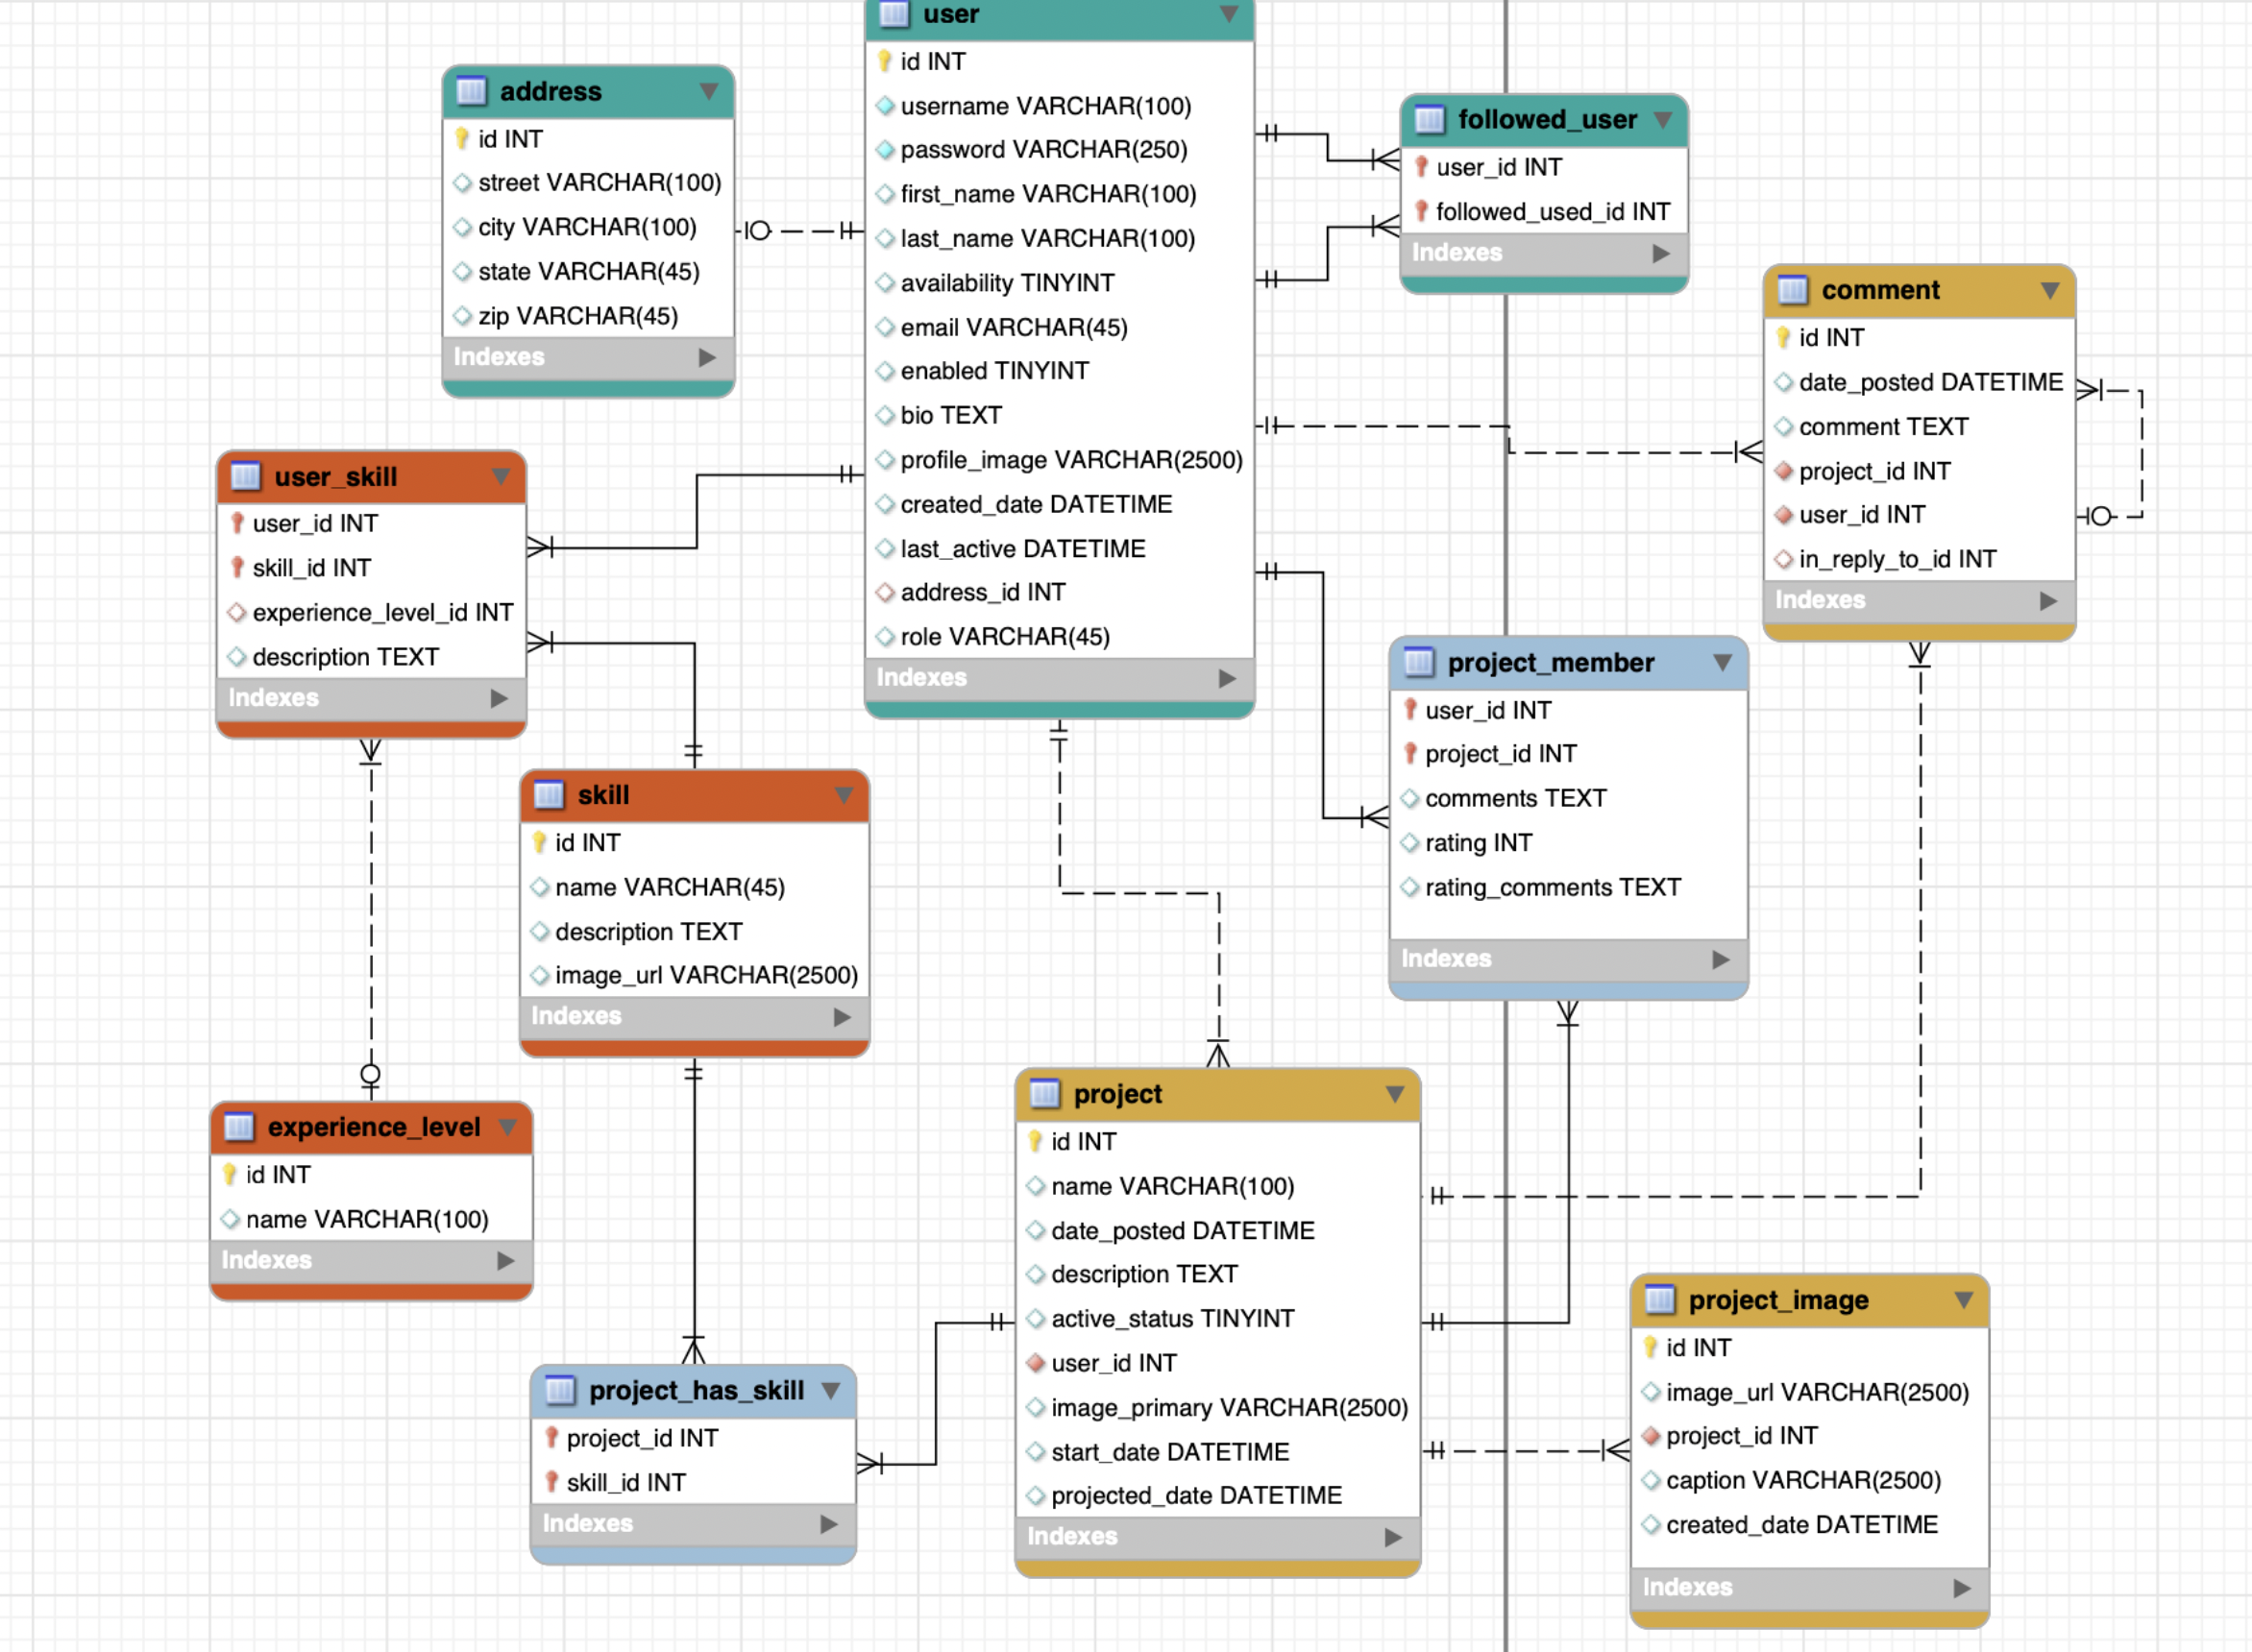 user
id INT
username VARCHAR(100)
password VARCHAR(250)
first_name VARCHAR(100)
last_name VARCHAR(100)
availability TINYINT
email VARCHAR(45)
enabled TINYINT
bio TEXT
profile_image VARCHAR(2500)
created_date DATETIME
last_active DATETIME
address_id INT
role VARCHAR(45)
Indexes
address
id INT
street VARCHAR(100)
city VARCHAR(100)
state VARCHAR(45)
zip VARCHAR(45)
Indexes
followed_user
user_id INT
followed_used_id INT
Indexes
comment
id INT
date_posted DATETIME
comment TEXT
project_id INT
user_id INT
in_reply_to_id INT
Indexes
user_skill
user_id INT
skill_id INT
experience_level_id INT
description TEXT
Indexes
project_member
user_id INT
project_id INT
comments TEXT
rating INT
rating_comments TEXT
Indexes
skill
id INT
name VARCHAR(45)
description TEXT
image_url VARCHAR(2500)
Indexes
experience_level
id INT
name VARCHAR(100)
Indexes
project
id INT
name VARCHAR(100)
date_posted DATETIME
description TEXT
active_status TINYINT
user_id INT
image_primary VARCHAR(2500)
start_date DATETIME
projected_date DATETIME
Indexes
project_image
id INT
image_url VARCHAR(2500)
project_id INT
caption VARCHAR(2500)
created_date DATETIME
Indexes
project_has_skill
project_id INT
skill_id INT
Indexes